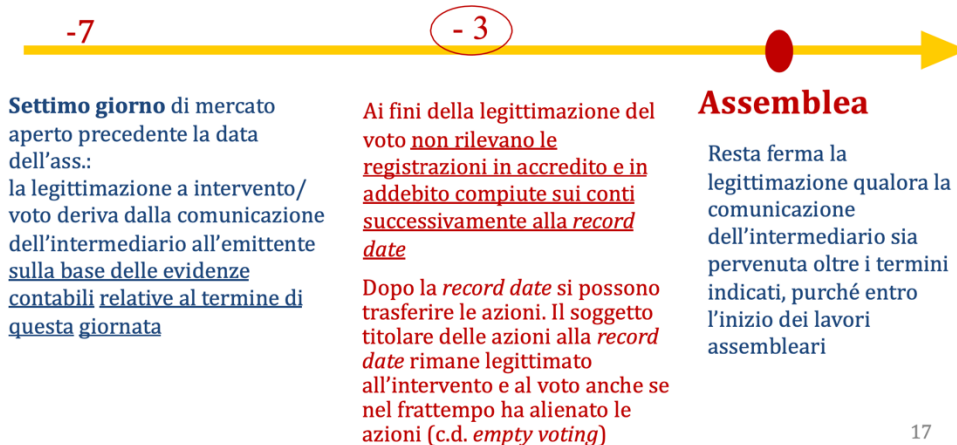 -7
- 3
Settimo giorno di mercato
aperto precedente la data
dell'ass.:
la legittimazione a intervento/
voto deriva dalla comunicazione
dell'intermediario all'emittente
sulla base delle evidenze
contabili relative al termine di
questa giornata
Ai fini della legittimazione del
voto non rilevano le
registrazioni in accredito e in
addebito compiute sui conti
successivamente alla record
date
Dopo la record date si possono
trasferire le azioni. Il soggetto
titolare delle azioni alla record
date rimane legittimato
all'intervento e al voto anche se
nel frattempo ha alienato le
azioni (c.d. empty voting)
Assemblea
Resta ferma la
legittimazione qualora la
comunicazione
dell'intermediario sia
pervenuta oltre i termini
indicati, purché entro
l'inizio dei lavori
assembleari
17